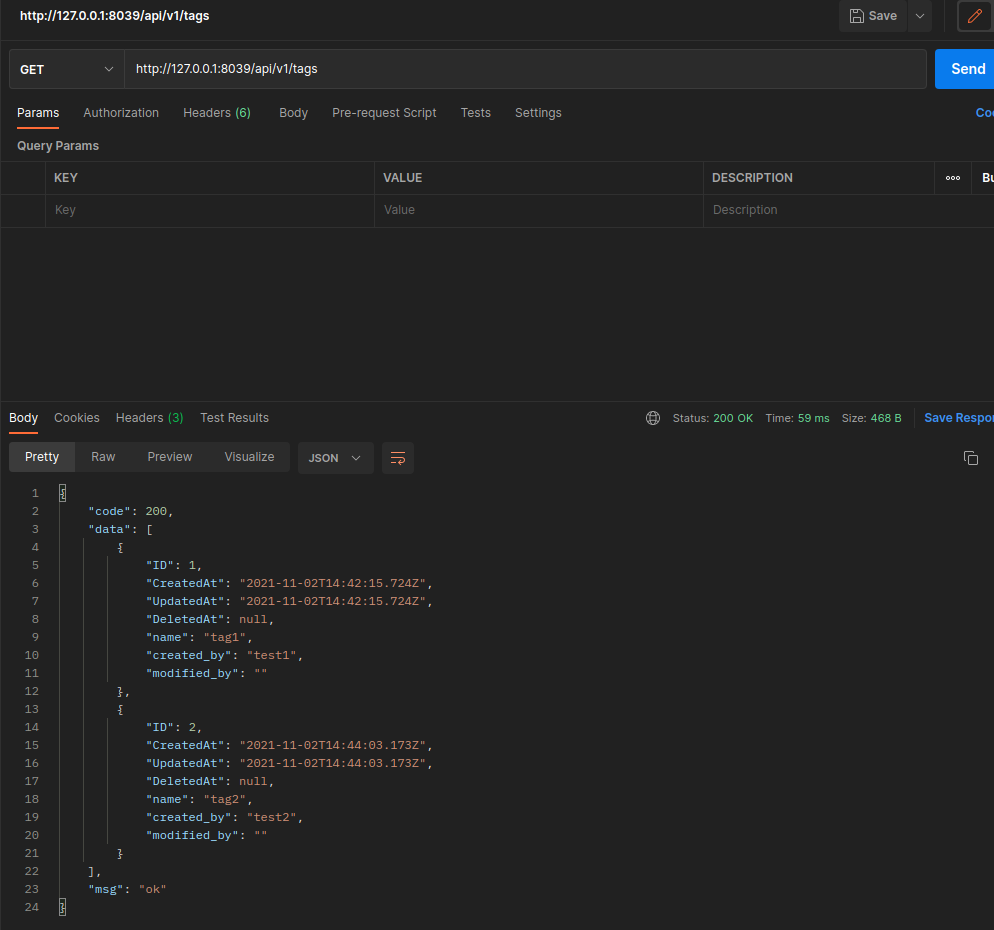 http://127.0.0.1:8039/api/v1/tags
Save
GET
http://127.0.0.1:8039/api/v1/tags
Send
Params Authorization Headers (6) Body Pre-request Script Tests Settings
Query Params
KEY VALUE DESCRIPTION
Key Value Description
Body Cookies Headers (3) Test Results Status: 200 OK Time: 59 ms Size: 468 B
Pretty Raw Preview Visualize JSON
1 {
2 "code": 200,
3 "data": [
4 {
5 "ID": 1,
6 "CreatedAt": "2021-11-02T14:42:15.724Z",
7 "UpdatedAt": "2021-11-02T14:42:15.724Z",
8 "DeletedAt": null,
9 "name": "tag1",
10 "created_by": "test1",
11 "modified_by": ""
12 },
13 {
14 "ID": 2,
15 "CreatedAt": "2021-11-02T14:44:03.173Z",
16 "UpdatedAt": "2021-11-02T14:44:03.173Z",
17 "DeletedAt": null,
18 "name": "tag2",
19 "created_by": "test2",
20 "modified_by": ""
21 }
22 ],
23 "msg": "ok"
24 }